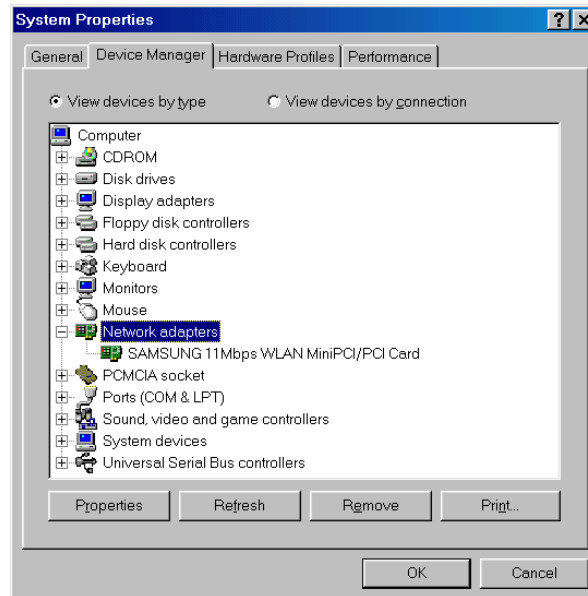 System Properties
General Device Manager Hardware Profiles Performance
View devices by type View devices by connection
Computer
CDROM
Disk drives
Display adapters
Floppy disk controllers
Hard disk controllers
Keyboard
Monitors
Mouse
Network adapters
SAMSUNG 11Mbps WLAN MiniPCI/PCI Card
PCMCIA socket
Ports (COM & LPT)
Sound, video and game controllers
System devices
Universal Serial Bus controllers
Properties Refresh Remove Print...
OK Cancel